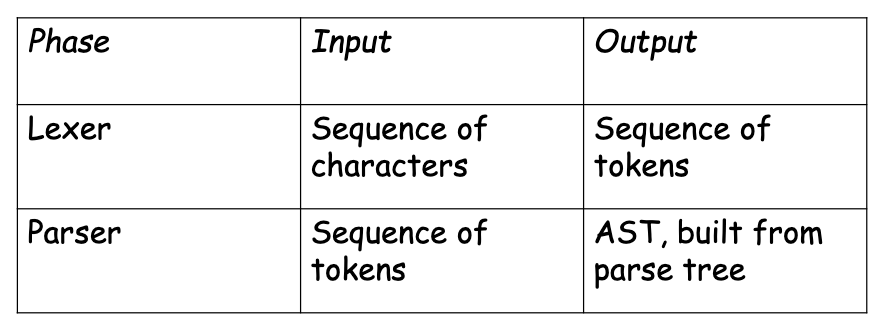 Phase Input Output
Lexer Sequence of Sequence of
characters tokens
Parser Sequence of AST, built from
tokens parse tree